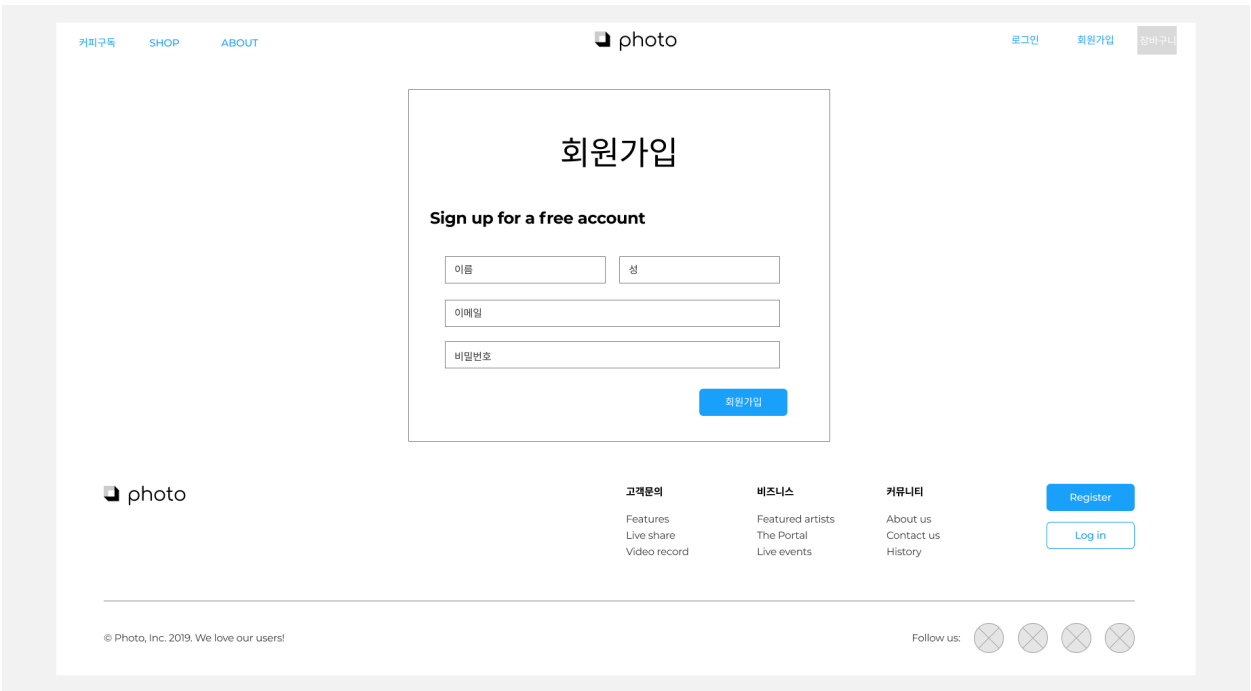 커피구독 SHOP ABOUT photo 로그인 회원가입 장바구니
회원가입
Sign up for a free account
이름 성
이메일
비밀번호
회원가입
photo
고객문의
Features
Live share
Video record
비즈니스
Featured artists
The Portal
Live events
커뮤니티
About us
Contact us
History
Register
Log in
© Photo, Inc. 2019. We love our users!
Follow us: